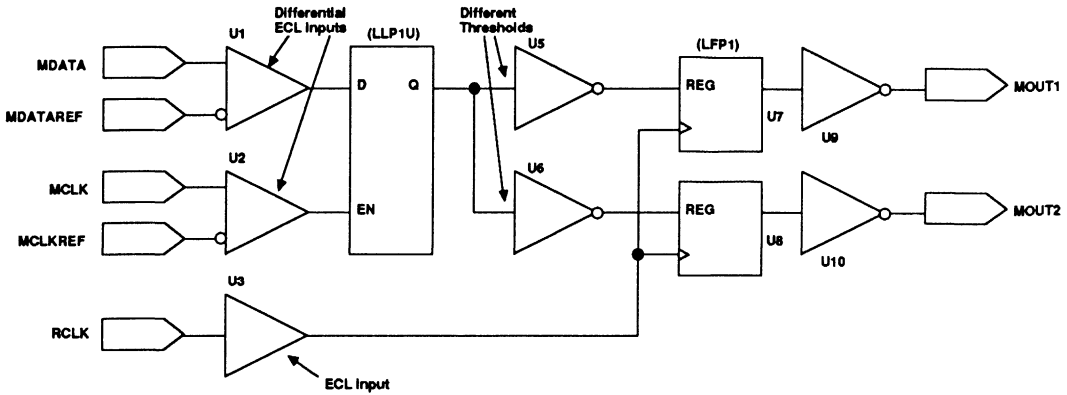 Differential
ECL Inputs
Different
Thresholds
U1
(LLP1U)
U5
(LFP1)
MDATA
D
Q
REG
MOUT1
MDATAREF
U7
U9
U2
U6
MCLK
EN
REG
MOUT2
MCLKREF
U8
U10
U3
RCLK
ECL Input